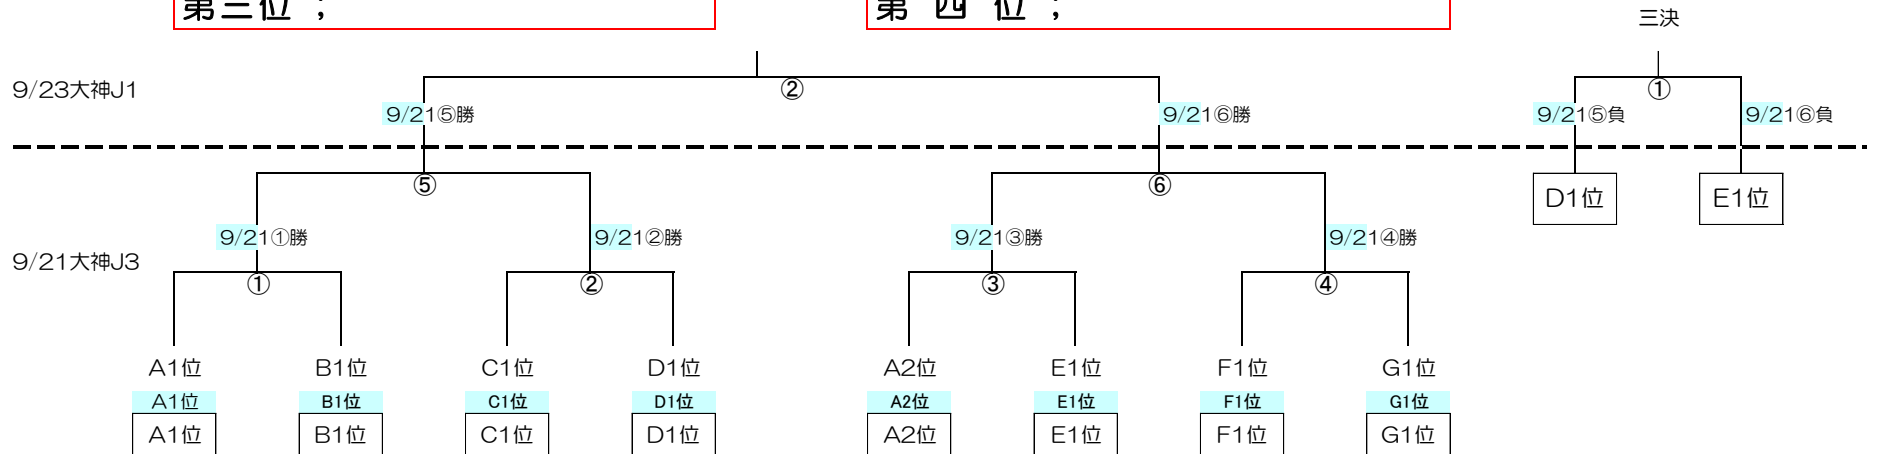 第三位 ;
第 四 位 ;
三決
9/23大神J1
②
①
9/21⑤勝
9/21⑥勝
9/21⑤負
9/21⑥負
⑤
⑥
D1位
E1位
9/21①勝
9/21②勝
9/21③勝
9/21④勝
9/21大神J3
①
②
③
④
A1位
B1位
C1位
D1位
A2位
E1位
F1位
G1位
A1位
B1位
C1位
D1位
A2位
E1位
F1位
G1位
A1位
B1位
C1位
D1位
A2位
E1位
F1位
G1位